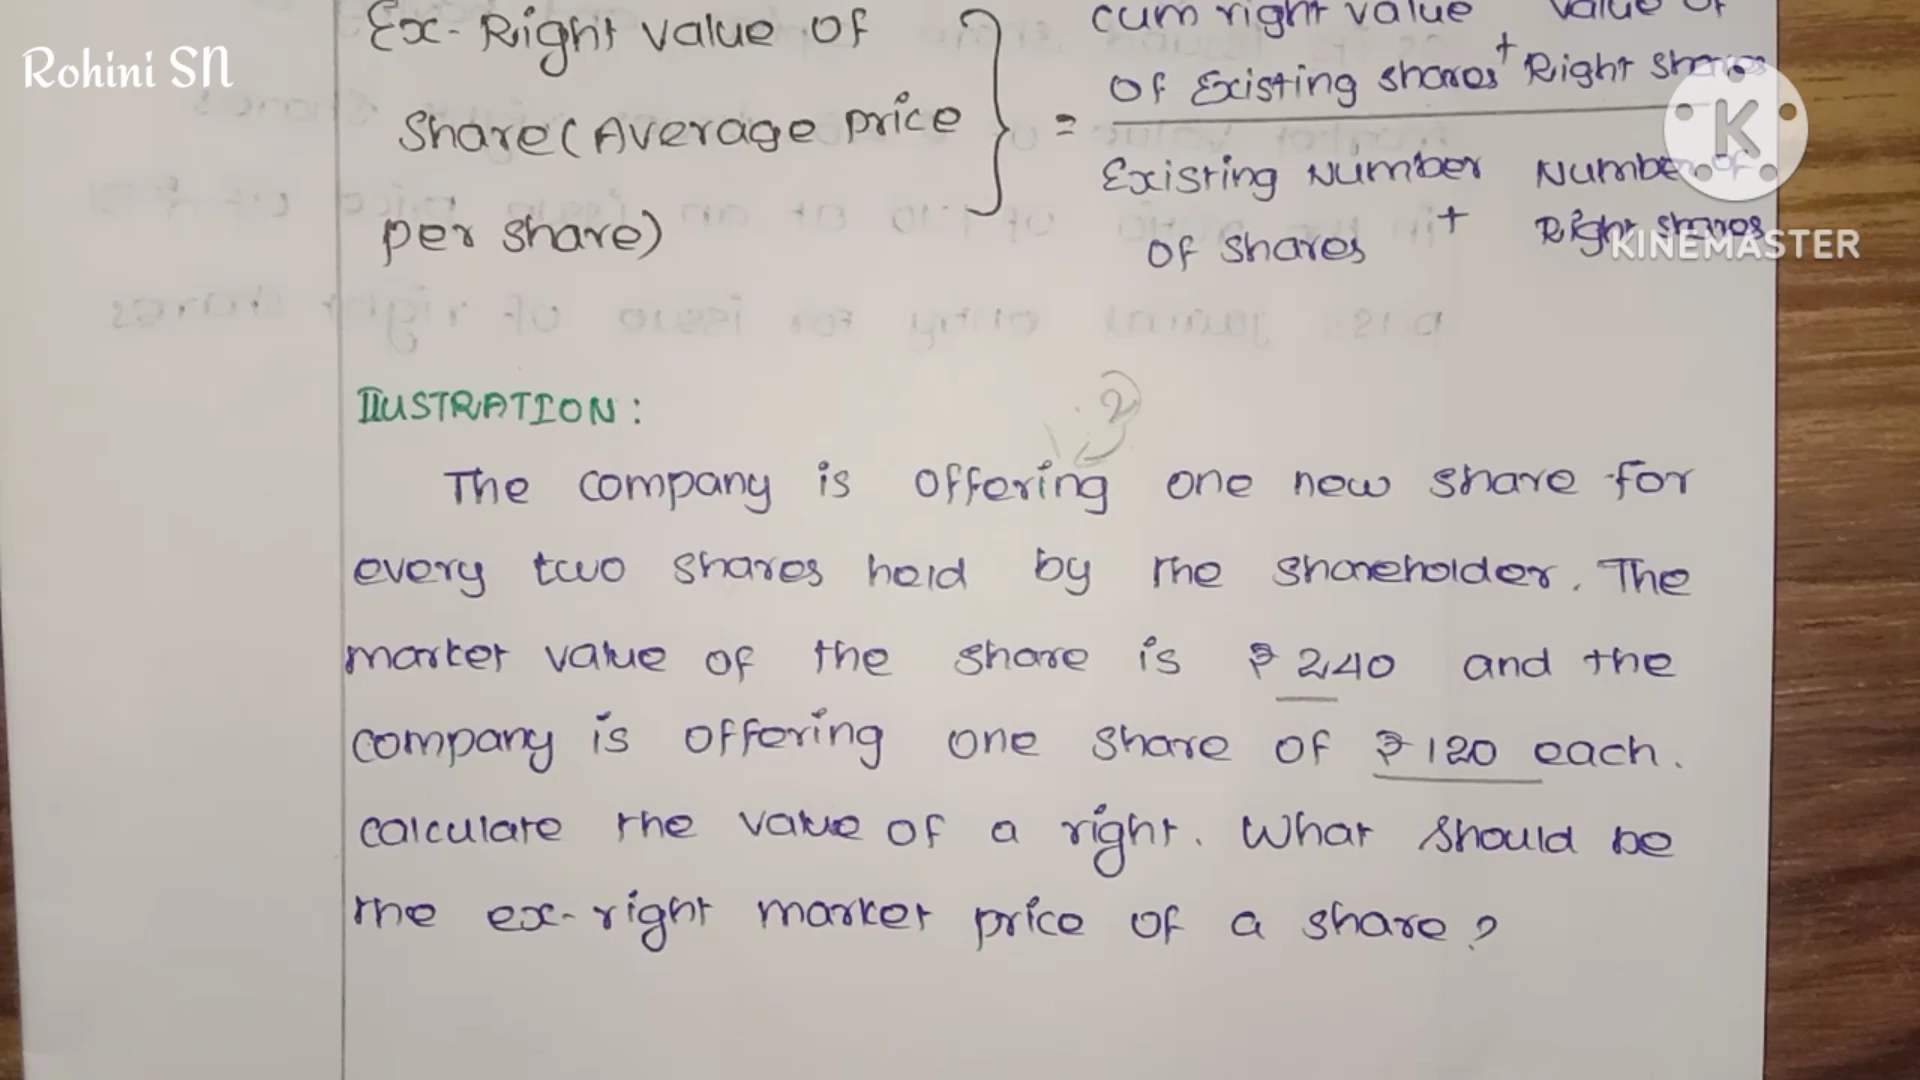 Rohini SN
Ex-Right value of
Share (Average price
per share)
=
cum right value value of
of Existing shares + Right shares
Existing Number Number of
of shares + Right shares
K
KINEMASTER
IIUSTRATION:
2
The company is offering one new share for
every two shares held by the shareholder. The
market value of the share is ₹ 240 and the
company is offering one share of ₹ 120 each.
calculate the value of a right. What should be
the ex-right market price of a share?